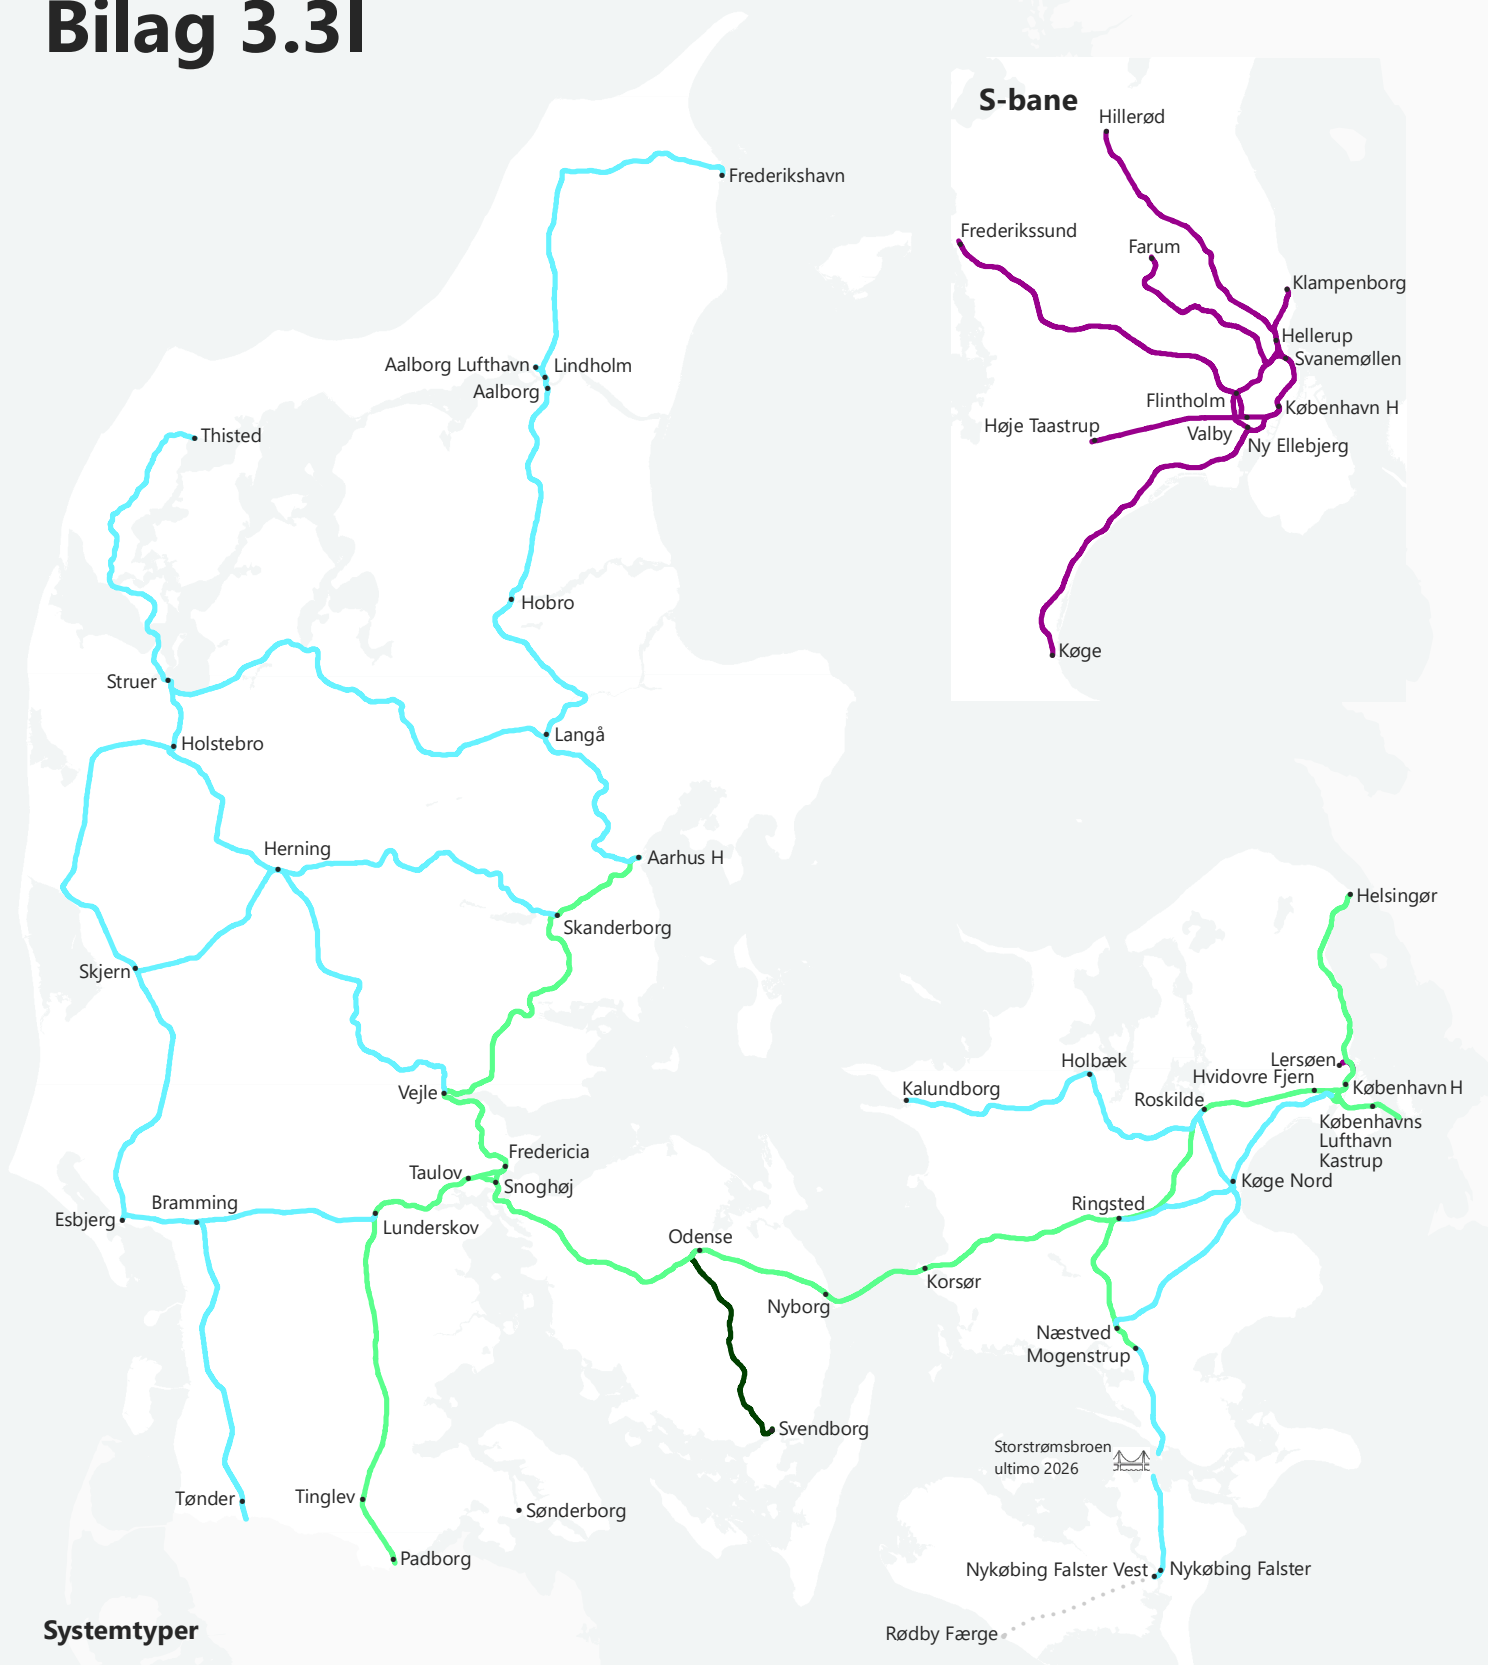 Bilag 3.3l
S-bane
Hillerød
Frederikshavn
Frederikssund
Farum
Klampenborg
Hellerup
Svanemøllen
Aalborg Lufthavn
Lindholm
Aalborg
Flintholm
København H
Høje Taastrup
Valby
Ny Ellebjerg
Thisted
Hobro
Køge
Struer
Langå
Holstebro
Herning
Aarhus H
Helsingør
Skanderborg
Skjern
Lersøen
Holbæk
Hvidovre Fjern
København H
Kalundborg
Roskilde
Vejle
Københavns
Lufthavn
Kastrup
Fredericia
Taulov
Snoghøj
Køge Nord
Bramming
Ringsted
Esbjerg
Lunderskov
Odense
Korsør
Nyborg
Næstved
Mogenstrup
Svendborg
Storstrømsbroen
ultimo 2026
Tønder
Tinglev
Sønderborg
Padborg
Nykøbing Falster Vest
Nykøbing Falster
Systemtyper
Rødby Færge